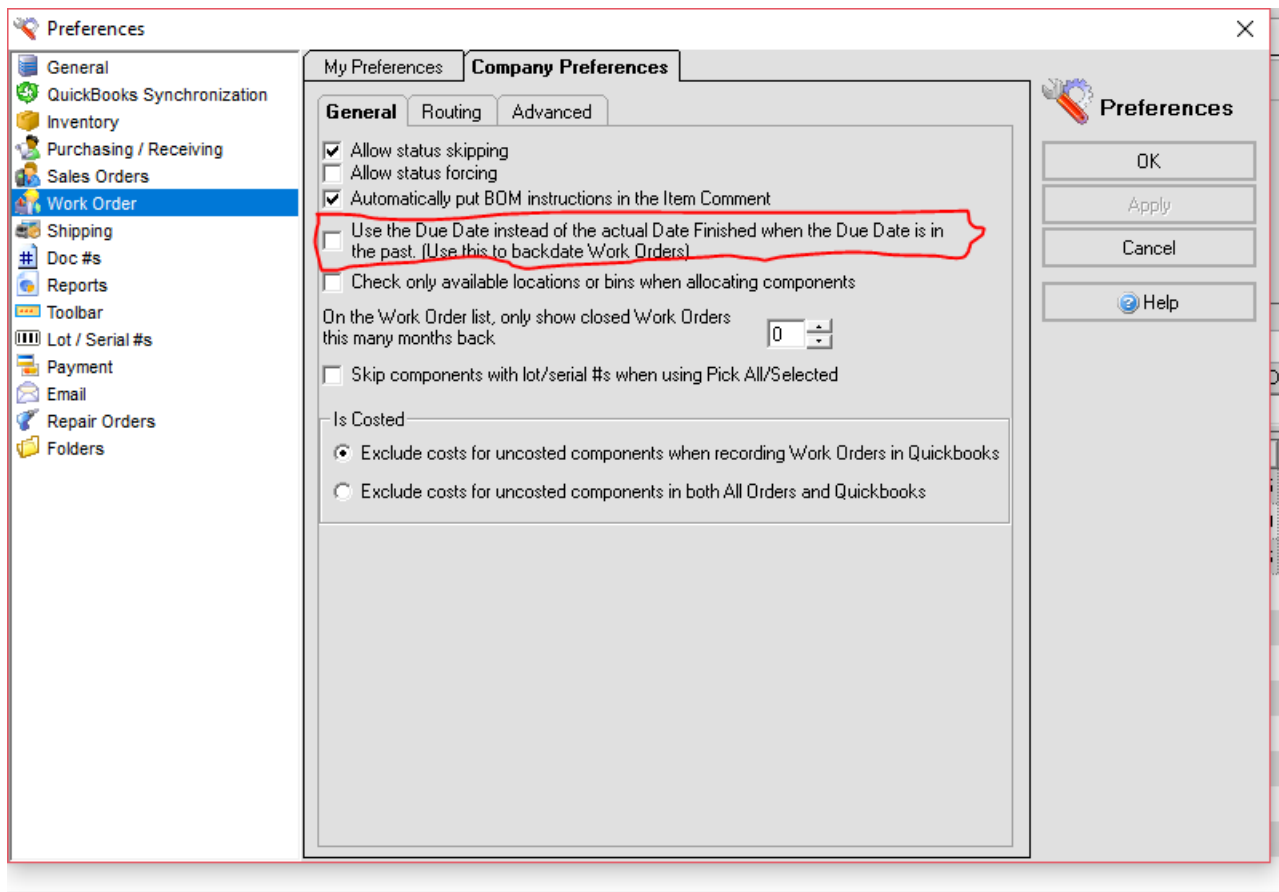 Preferences
General
QuickBooks Synchronization
Inventory
Purchasing / Receiving
Sales Orders
Work Order
Shipping
Doc #s
Reports
Toolbar
Lot / Serial #s
Payment
Email
Repair Orders
Folders
My Preferences Company Preferences
General Routing Advanced
Allow status skipping
Allow status forcing
Automatically put BOM instructions in the Item Comment
Use the Due Date instead of the actual Date Finished when the Due Date is in
the past. (Use this to backdate Work Orders)
Check only available locations or bins when allocating components
On the Work Order list, only show closed Work Orders
this many months back
0
Skip components with lot/serial #s when using Pick All/Selected
Is Costed
Exclude costs for uncosted components when recording Work Orders in Quickbooks
Exclude costs for uncosted components in both All Orders and Quickbooks
Preferences
OK
Apply
Cancel
Help